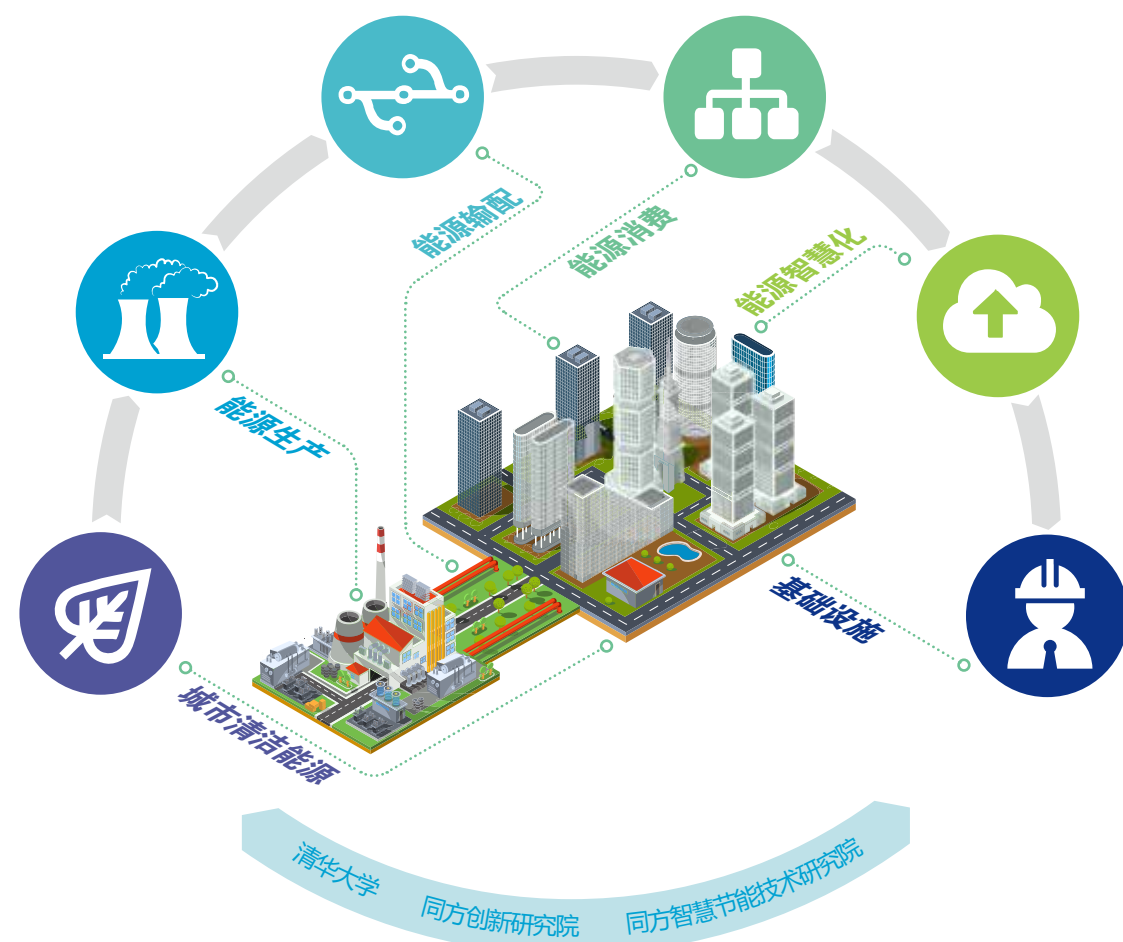 能源输配
能源消费
能源智慧化
能源生产
基础设施
城市清洁能源
清华大学
同方创新研究院
同方智慧节能技术研究院